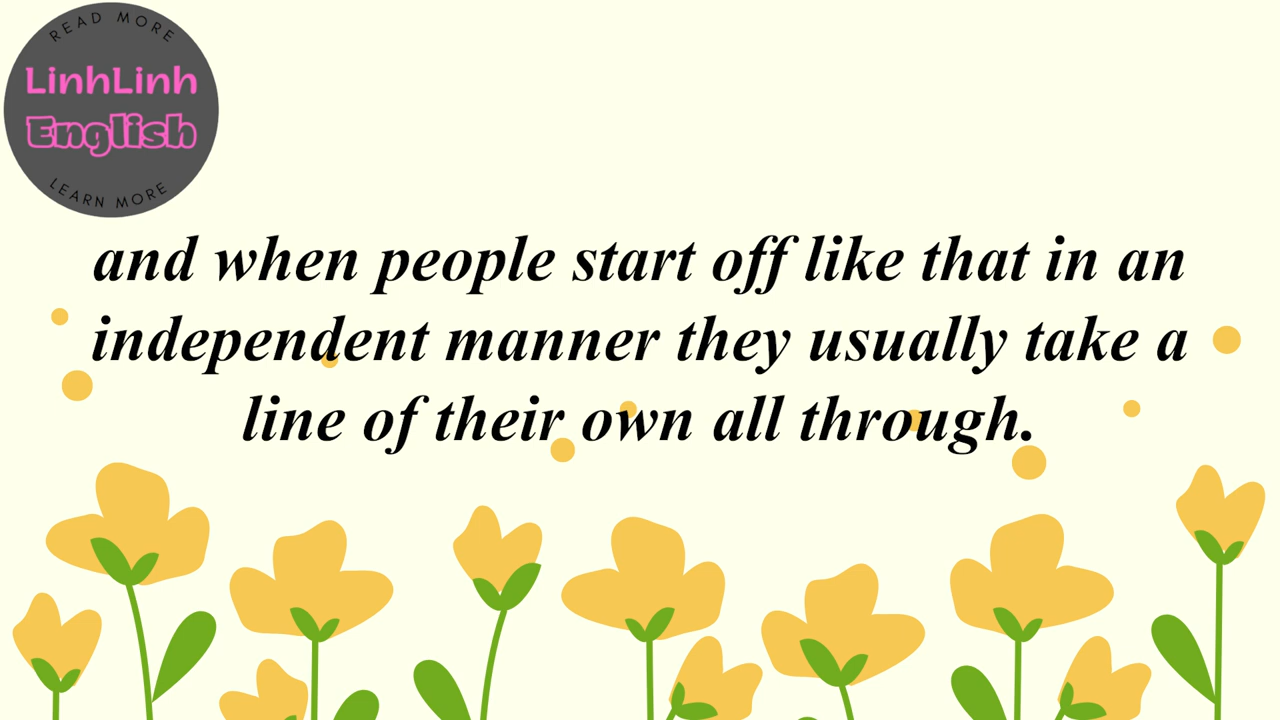 READ MORE
LinhLinh
English
LEARN MORE
and when people start off like that in an
independent manner they usually take a
line of their own all through.